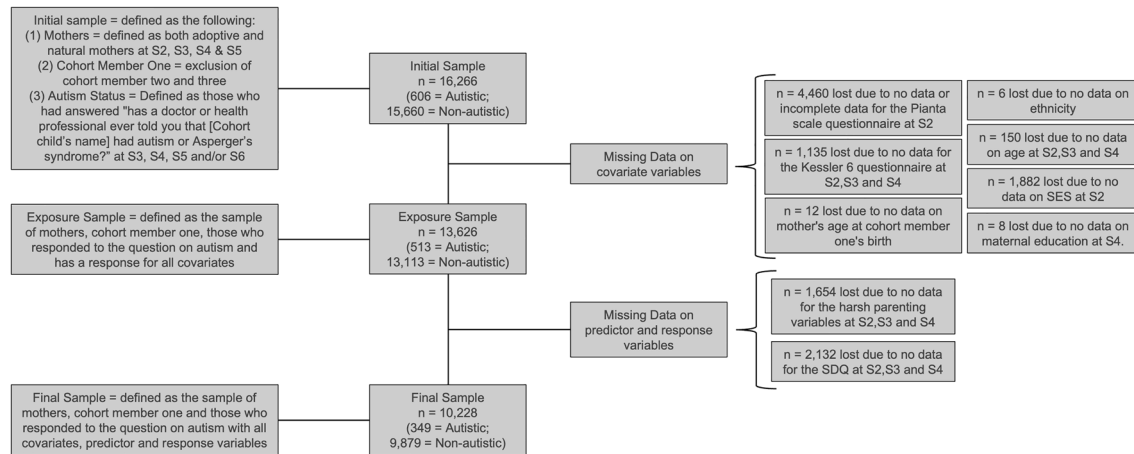 Initial sample = defined as the following:
(1) Mothers = defined as both adoptive and
natural mothers at S2, S3, S4 & S5
(2) Cohort Member One = exclusion of
cohort member two and three
(3) Autism Status = Defined as those who
had answered "has a doctor or health
professional ever told you that [Cohort
child's name] had autism or Asperger's
syndrome?" at S3, S4, S5 and/or S6
Initial Sample
n = 16,266
(606 = Autistic;
15,660 = Non-autistic)
Missing Data on
covariate variables
n = 4,460 lost due to no data or
incomplete data for the Pianta
scale questionnaire at S2
n = 1,135 lost due to no data for
the Kessler 6 questionnaire at
S2,S3 and S4
n = 12 lost due to no data on
mother's age at cohort member
one's birth
n = 6 lost due to no data on
ethnicity
n = 150 lost due to no data
on age at S2,S3 and S4
n = 1,882 lost due to no
data on SES at S2
n = 8 lost due to no data on
maternal education at S4.
Exposure Sample = defined as the sample
of mothers, cohort member one, those who
responded to the question on autism and
has a response for all covariates
Exposure Sample
n = 13,626
(513 = Autistic;
13,113 = Non-autistic)
Missing Data on
predictor and response
variables
n = 1,654 lost due to no data
for the harsh parenting
variables at S2,S3 and S4
n = 2,132 lost due to no data
for the SDQ at S2,S3 and S4
Final Sample = defined as the sample of
mothers, cohort member one and those who
responded to the question on autism with all
covariates, predictor and response variables
Final Sample
n = 10,228
(349 = Autistic;
9,879 = Non-autistic)